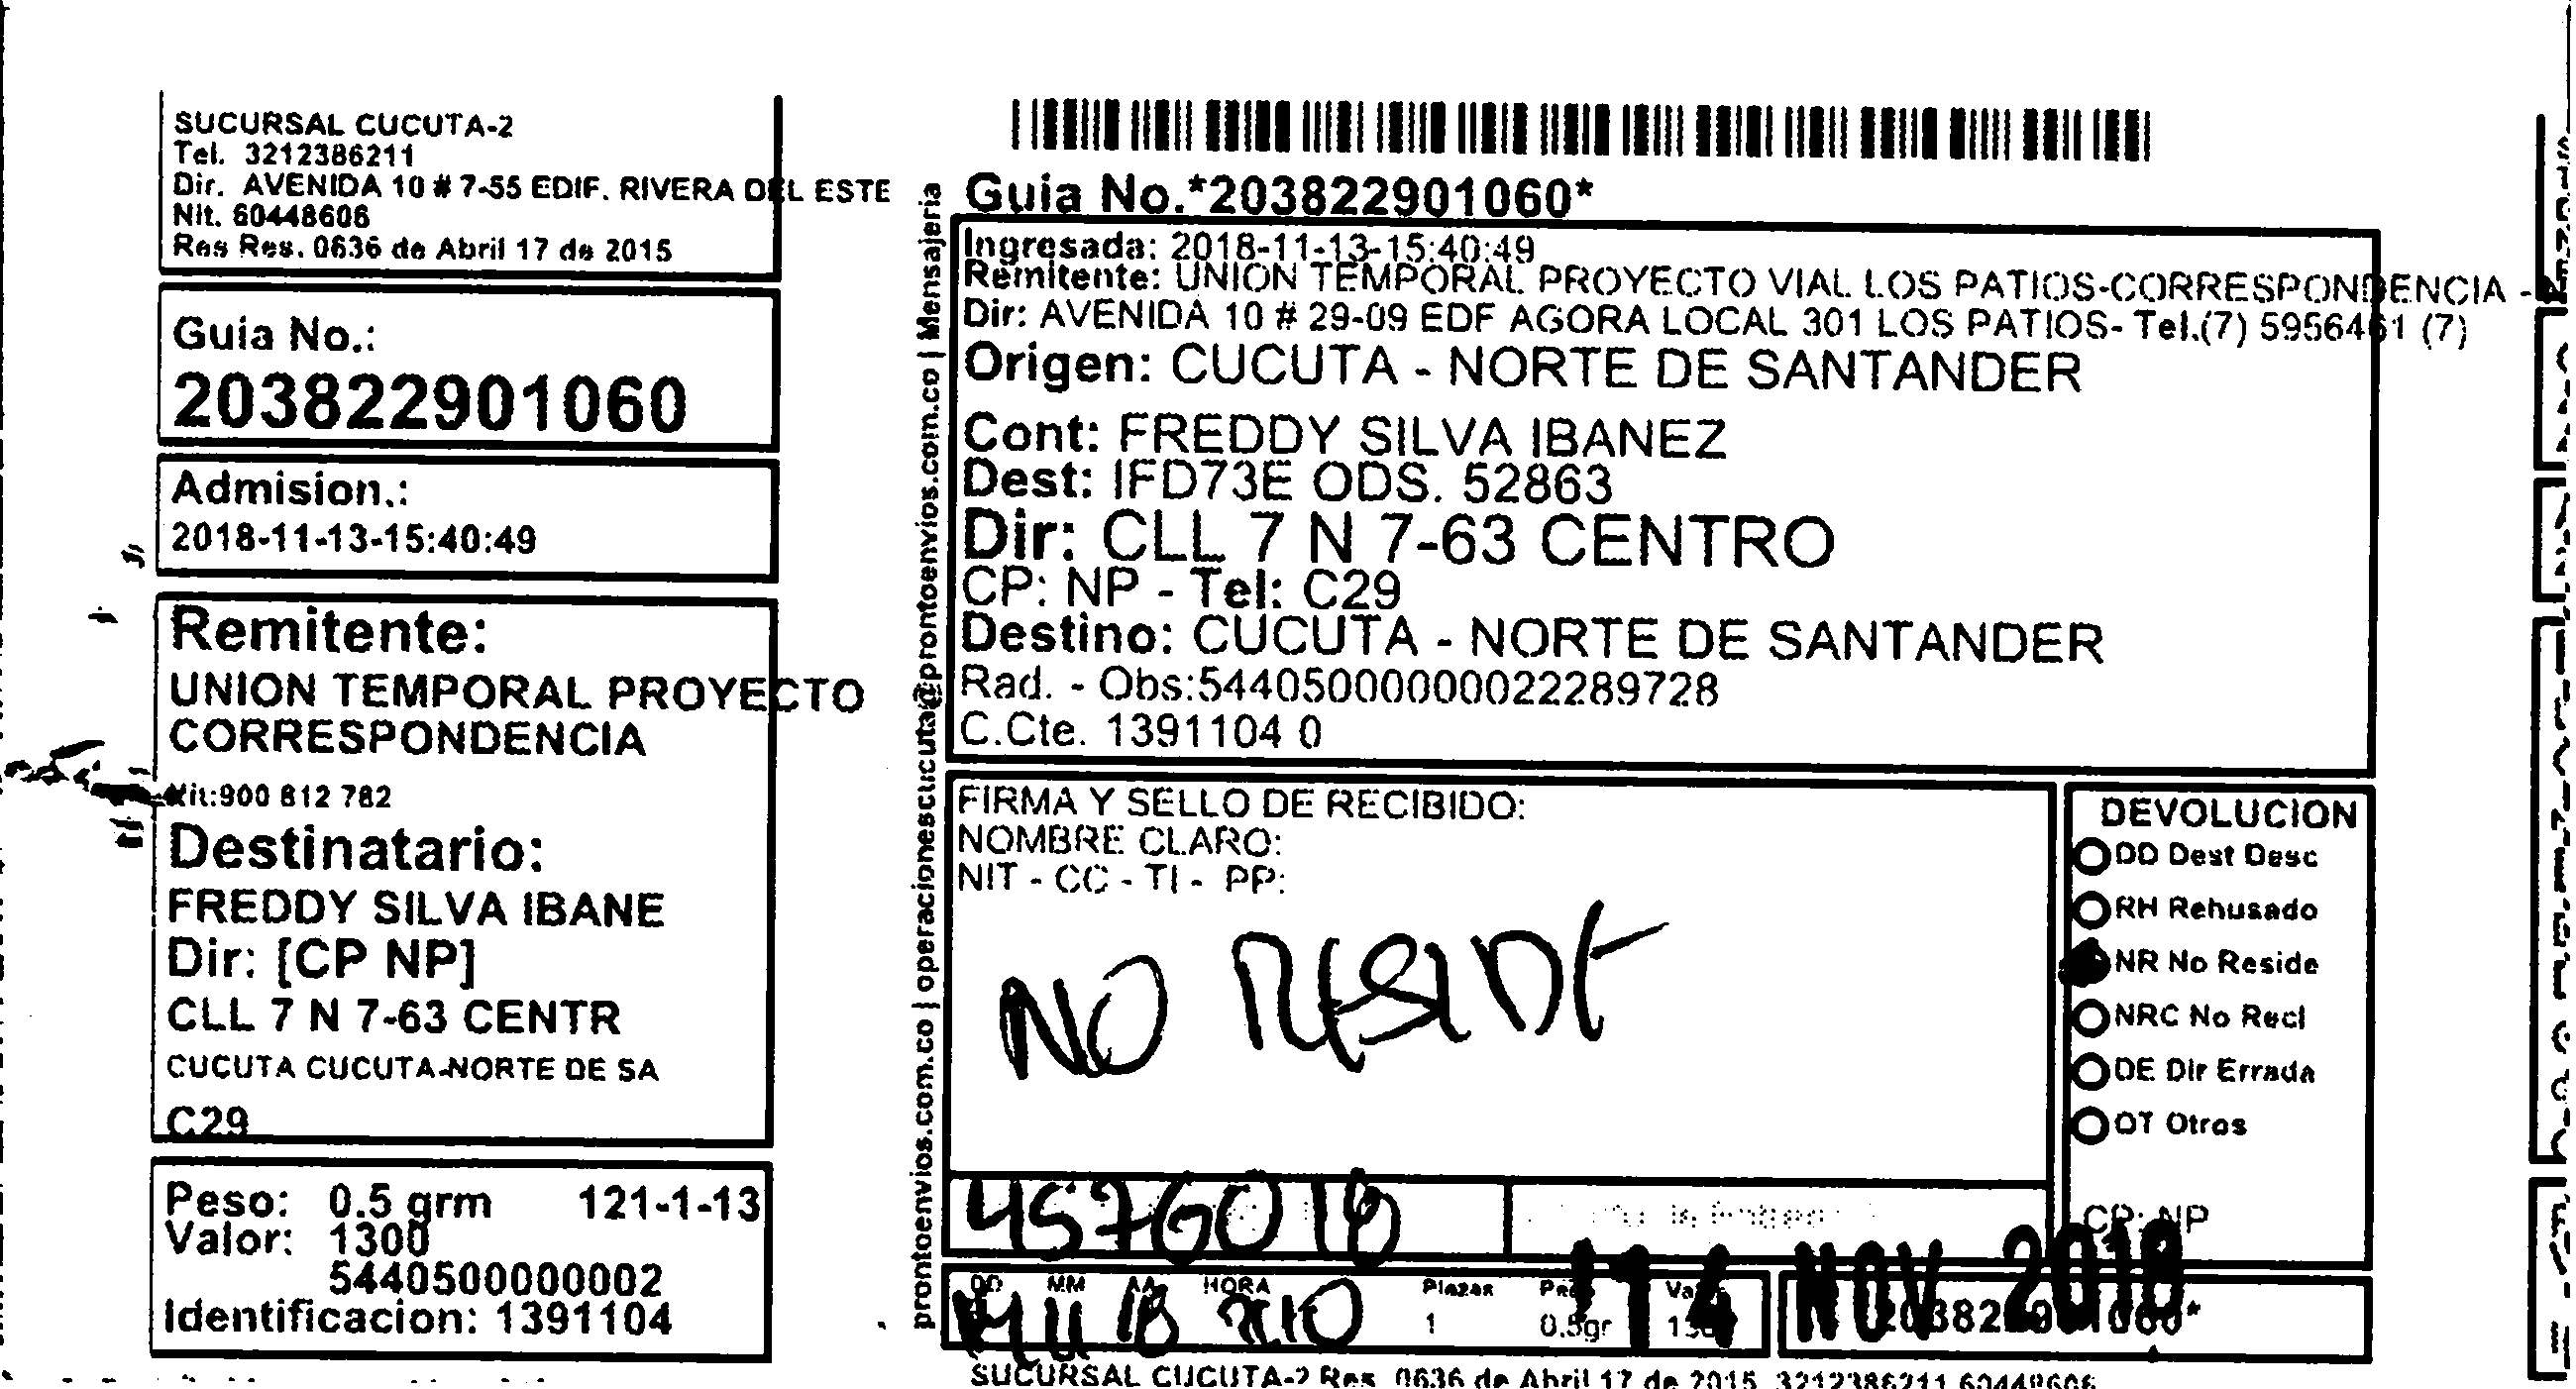 SUCURSAL CUCUTA-2
Tel. 3212386211
Dir. AVENIDA 10 # 7-55 EDIF. RIVERA DEL ESTE
Nit. 60448606
Res Res. 0636 de Abril 17 de 2015
Guia No.:
203822901060
Admision.:
2018-11-13-15:40:49
Remitente:
UNION TEMPORAL PROYECTO
CORRESPONDENCIA
Nit:900 812 782
Destinatario:
FREDDY SILVA IBANE
Dir: [CP NP]
CLL 7 N 7-63 CENTR
CUCUTA CUCUTA-NORTE DE SA
C29
Peso: 0.5 grm 121-1-13
Valor: 1300
5440500000002
Identificacion: 1391104
prontoenvios.com.co | operacionescucuta@prontoenvios.com.co | Mensajeria
Guia No.*203822901060*
Ingresada: 2018-11-13-15:40:49
Remitente: UNION TEMPORAL PROYECTO VIAL LOS PATIOS-CORRESPONDENCIA -
Dir: AVENIDA 10 # 29-09 EDF AGORA LOCAL 301 LOS PATIOS- Tel.(7) 5956461 (7)
Origen: CUCUTA - NORTE DE SANTANDER
Cont: FREDDY SILVA IBANEZ
Dest: IFD73E ODS. 52863
Dir: CLL 7 N 7-63 CENTRO
CP: NP - Tel: C29
Destino: CUCUTA - NORTE DE SANTANDER
Rad. - Obs:544050000000022289728
C.Cte. 1391104 0
FIRMA Y SELLO DE RECIBIDO:
NOMBRE CLARO:
NIT - CC - TI - PP:
NO RESIDE
DEVOLUCION
DD Dest Desc
RH Rehusado
NR No Reside
NRC No Recl
DE Dir Errada
OT Otros
CP: NP
14 NOV 2018
DD MM AA HORA Piezas
14 11 18 1
0.5gr
SUCURSAL CUCUTA-2 Res. 0636 de Abril 17 de 2015 3212386211 60448606